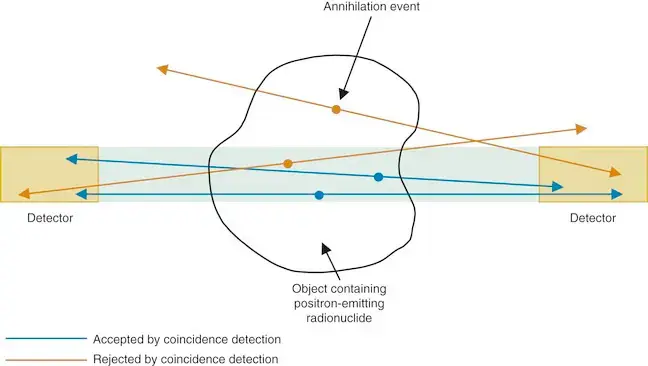 Annihilation event
Detector
Detector
Object containing
positron-emitting
radionuclide
Accepted by coincidence detection
Rejected by coincidence detection